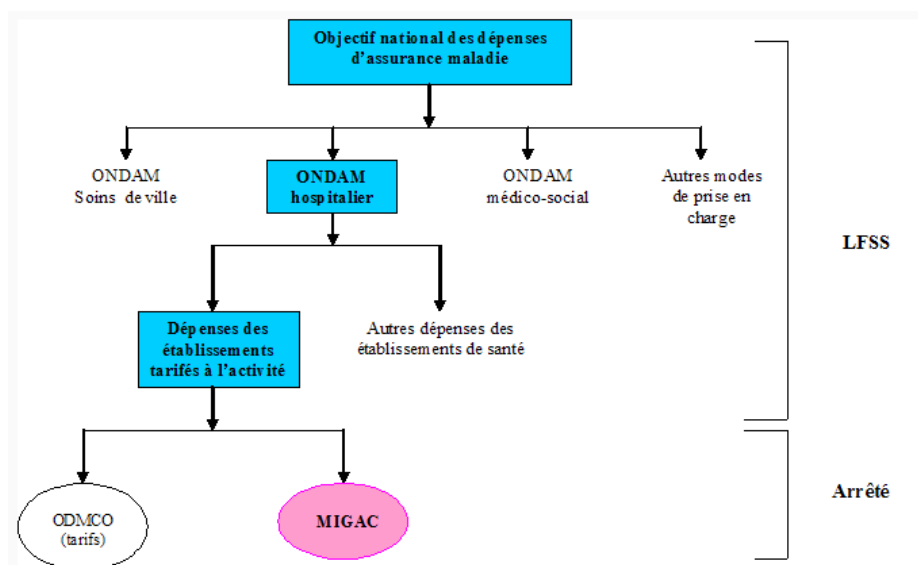 Objectif national des dépenses
d'assurance maladie
ONDAM
Soins de ville
ONDAM
hospitalier
ONDAM
médico-social
Autres modes
de prise en
charge
LFSS
Dépenses des
établissements
tarifés à l'activité
Autres dépenses des
établissements de santé
Arrêté
ODMCO
(tarifs)
MIGAC